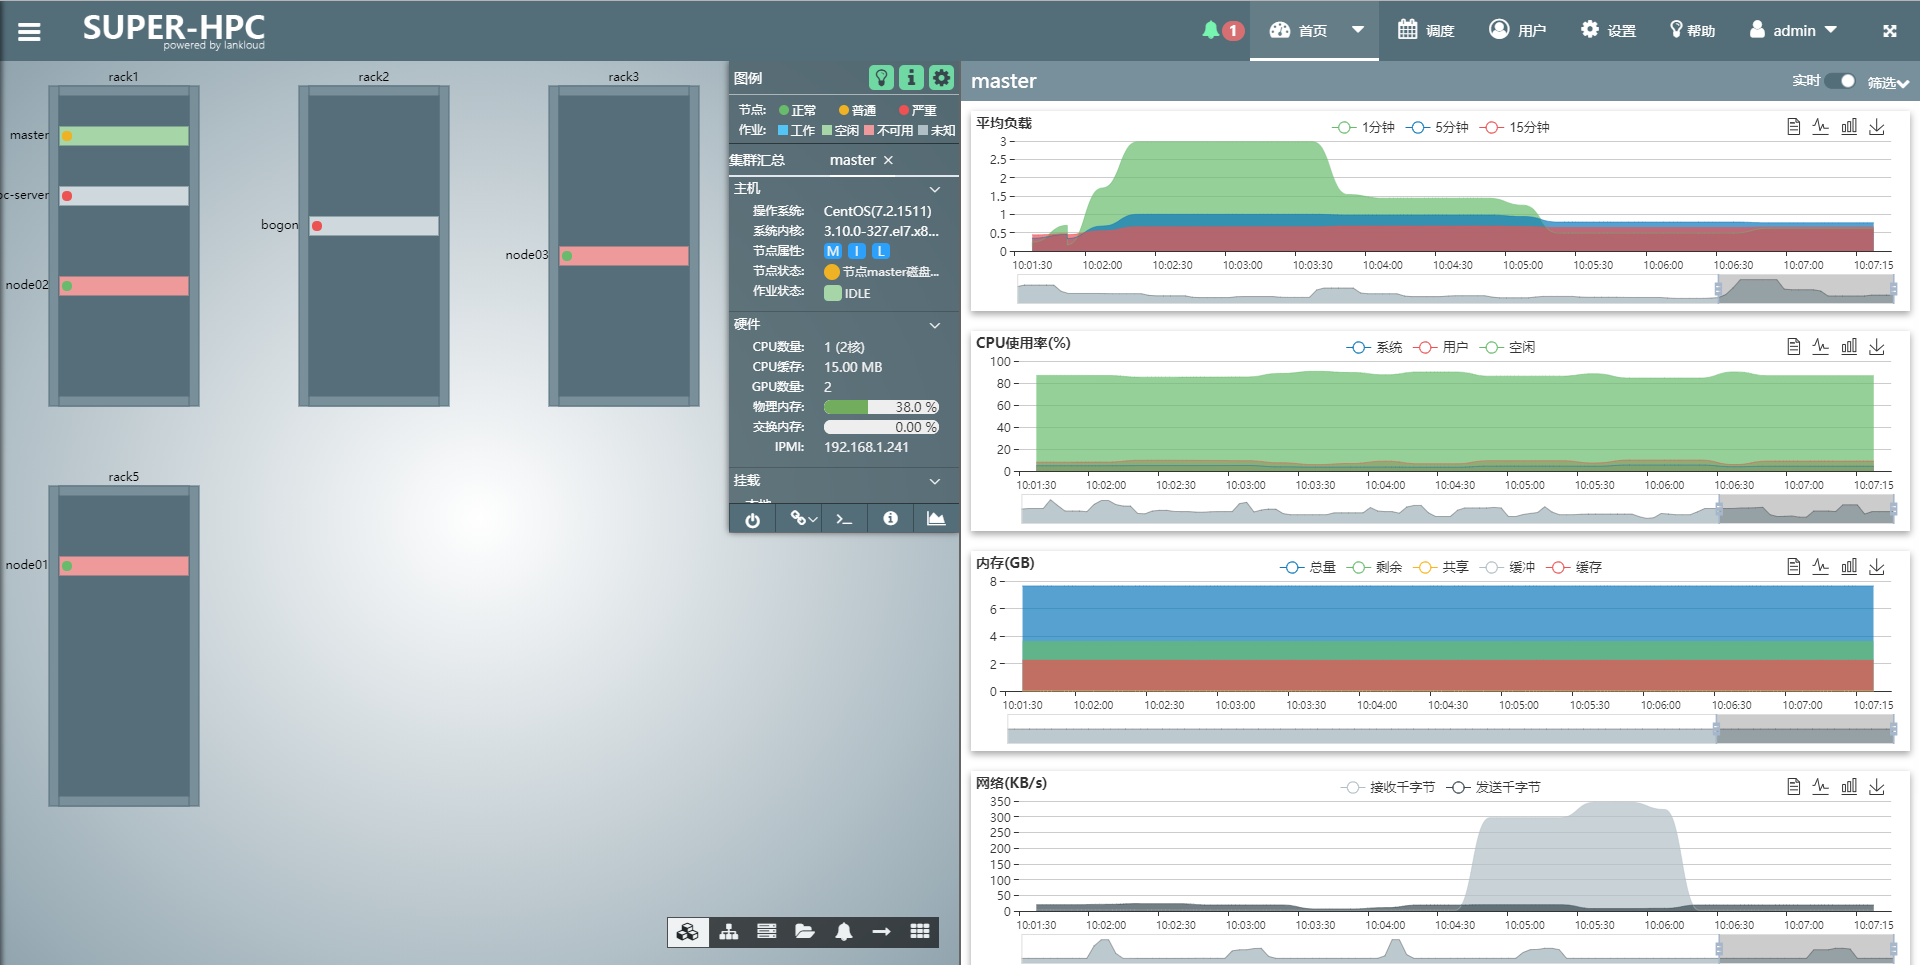 SUPER-HPC
powered by lankloud
1
首页
调度
用户
设置
帮助
admin
rack1
rack2
rack3
master
bogon
node03
node02
rack5
node01
图例
节点: 正常 普通 严重
作业: 工作 空闲 不可用 未知
集群汇总 master ×
主机
操作系统: CentOS(7.2.1511)
系统内核: 3.10.0-327.el7.x8...
节点属性: M I L
节点状态: 节点master磁盘...
作业状态: IDLE
硬件
CPU数量: 1 (2核)
CPU缓存: 15.00 MB
GPU数量: 2
物理内存: 38.0 %
交换内存: 0.00 %
IPMI: 192.168.1.241
挂载
master
实时
筛选
平均负载
1分钟 5分钟 15分钟
3
2.5
2
1.5
1
0.5
0
10:01:30 10:02:00 10:02:30 10:03:00 10:03:30 10:04:00 10:04:30 10:05:00 10:05:30 10:06:00 10:06:30 10:07:00 10:07:15
CPU使用率(%)
系统 用户 空闲
100
80
60
40
20
0
10:01:30 10:02:00 10:02:30 10:03:00 10:03:30 10:04:00 10:04:30 10:05:00 10:05:30 10:06:00 10:06:30 10:07:00 10:07:15
内存(GB)
总量 剩余 共享 缓冲 缓存
8
6
4
2
0
10:01:30 10:02:00 10:02:30 10:03:00 10:03:30 10:04:00 10:04:30 10:05:00 10:05:30 10:06:00 10:06:30 10:07:00 10:07:15
网络(KB/s)
接收千字节 发送千字节
350
300
250
200
150
100
50
0
10:01:30 10:02:00 10:02:30 10:03:00 10:03:30 10:04:00 10:04:30 10:05:00 10:05:30 10:06:00 10:06:30 10:07:00 10:07:15